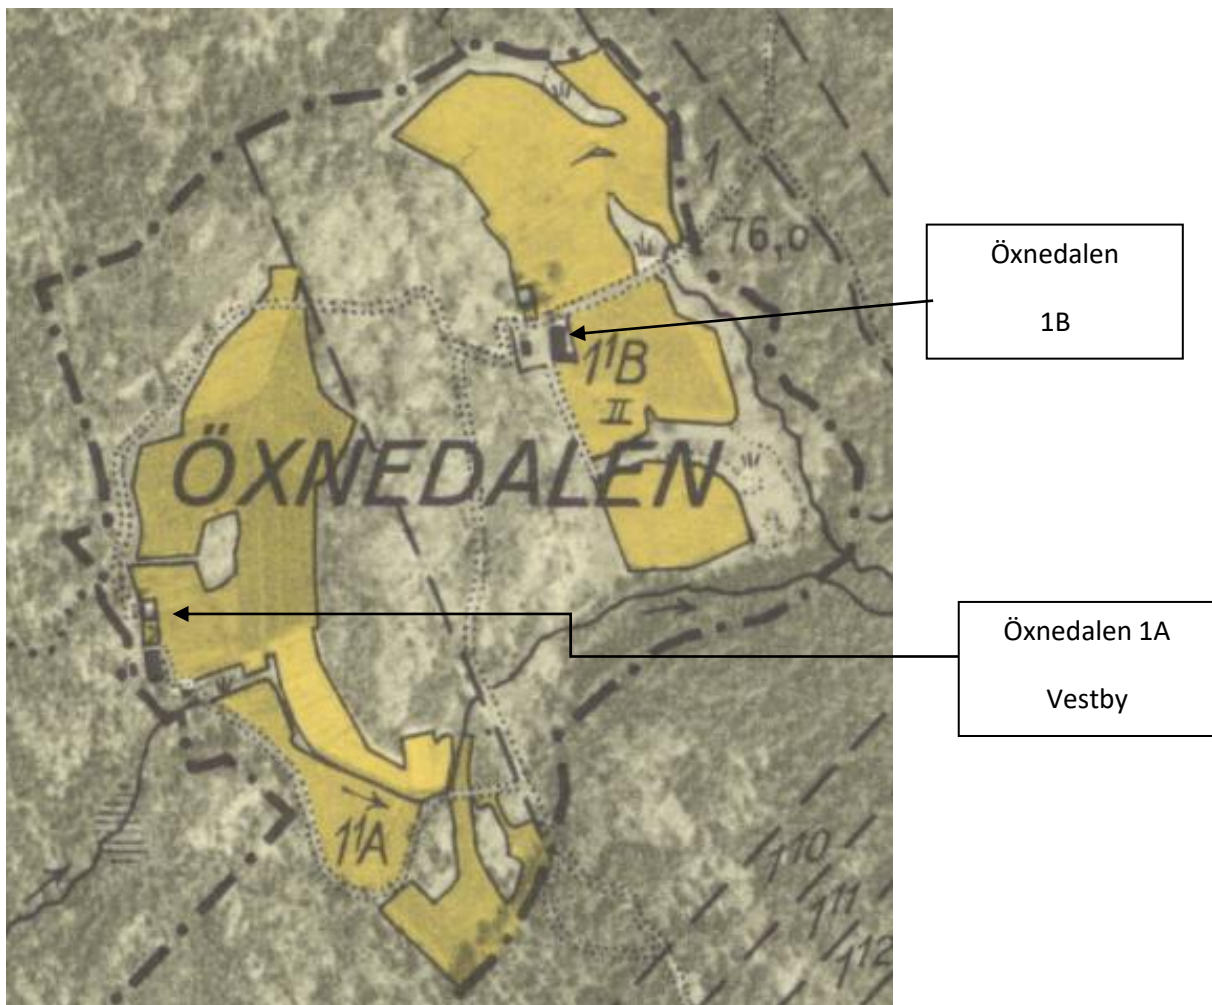 1
76,0
Öxnedalen
1B
1¹B
II
ÖXNEDALEN
Öxnedalen 1A
Vestby
1¹A
1¹⁰
1¹¹
1¹²